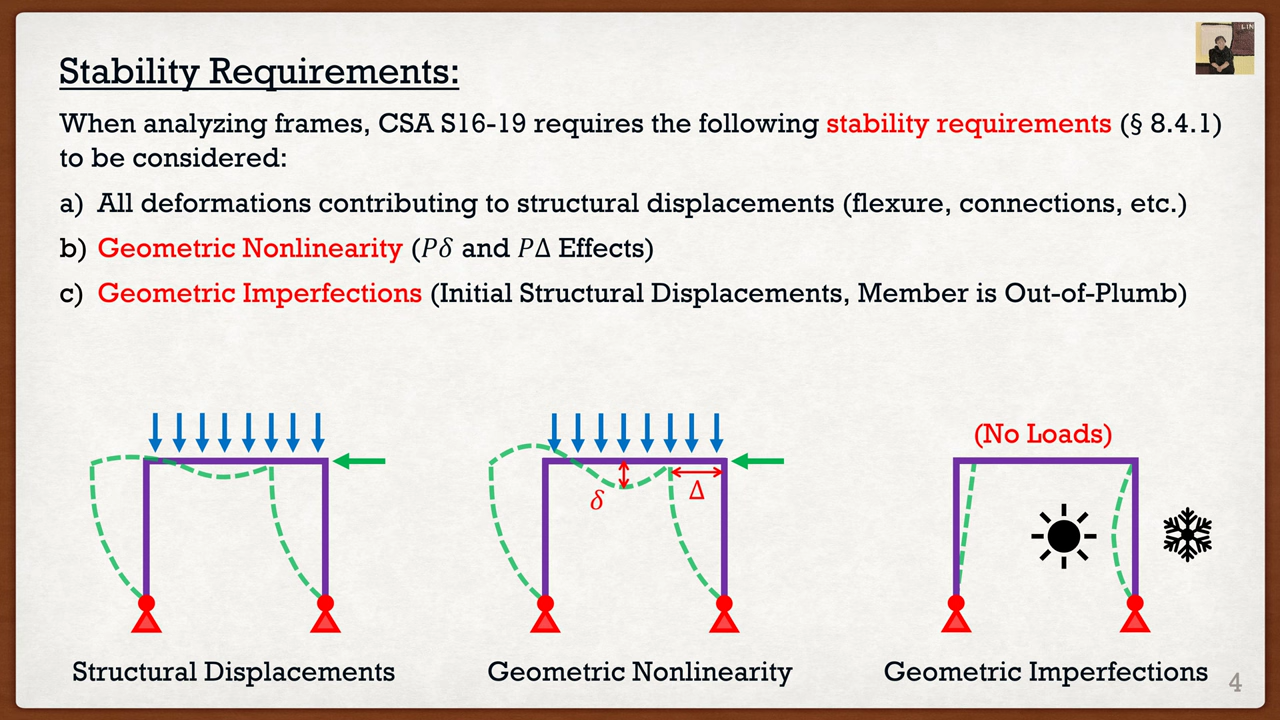 LIN
Stability Requirements:
When analyzing frames, CSA S16-19 requires the following stability requirements (§ 8.4.1)
to be considered:
a) All deformations contributing to structural displacements (flexure, connections, etc.)
b) Geometric Nonlinearity (𝑃𝛿 and 𝑃Δ Effects)
c) Geometric Imperfections (Initial Structural Displacements, Member is Out-of-Plumb)
(No Loads)
𝛿
Δ
Structural Displacements
Geometric Nonlinearity
Geometric Imperfections
4